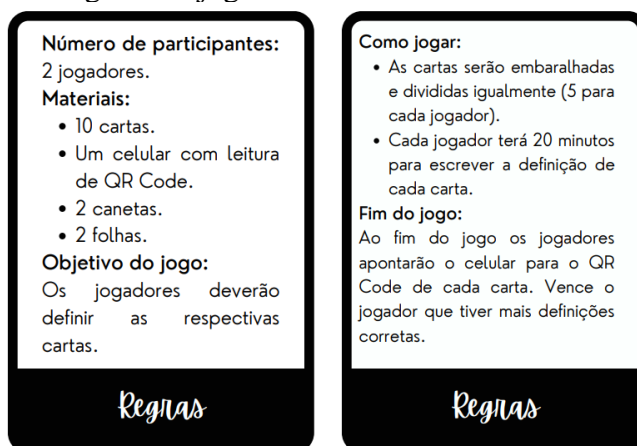 Número de participantes:
2 jogadores.
Materiais:
• 10 cartas.
• Um celular com leitura
de QR Code.
• 2 canetas.
• 2 folhas.
Objetivo do jogo:
Os jogadores deverão
definir as respectivas
cartas.
Regras
Como jogar:
• As cartas serão embaralhadas
e divididas igualmente (5 para
cada jogador).
• Cada jogador terá 20 minutos
para escrever a definição de
cada carta.
Fim do jogo:
Ao fim do jogo os jogadores
apontarão o celular para o QR
Code de cada carta. Vence o
jogador que tiver mais definições
corretas.
Regras